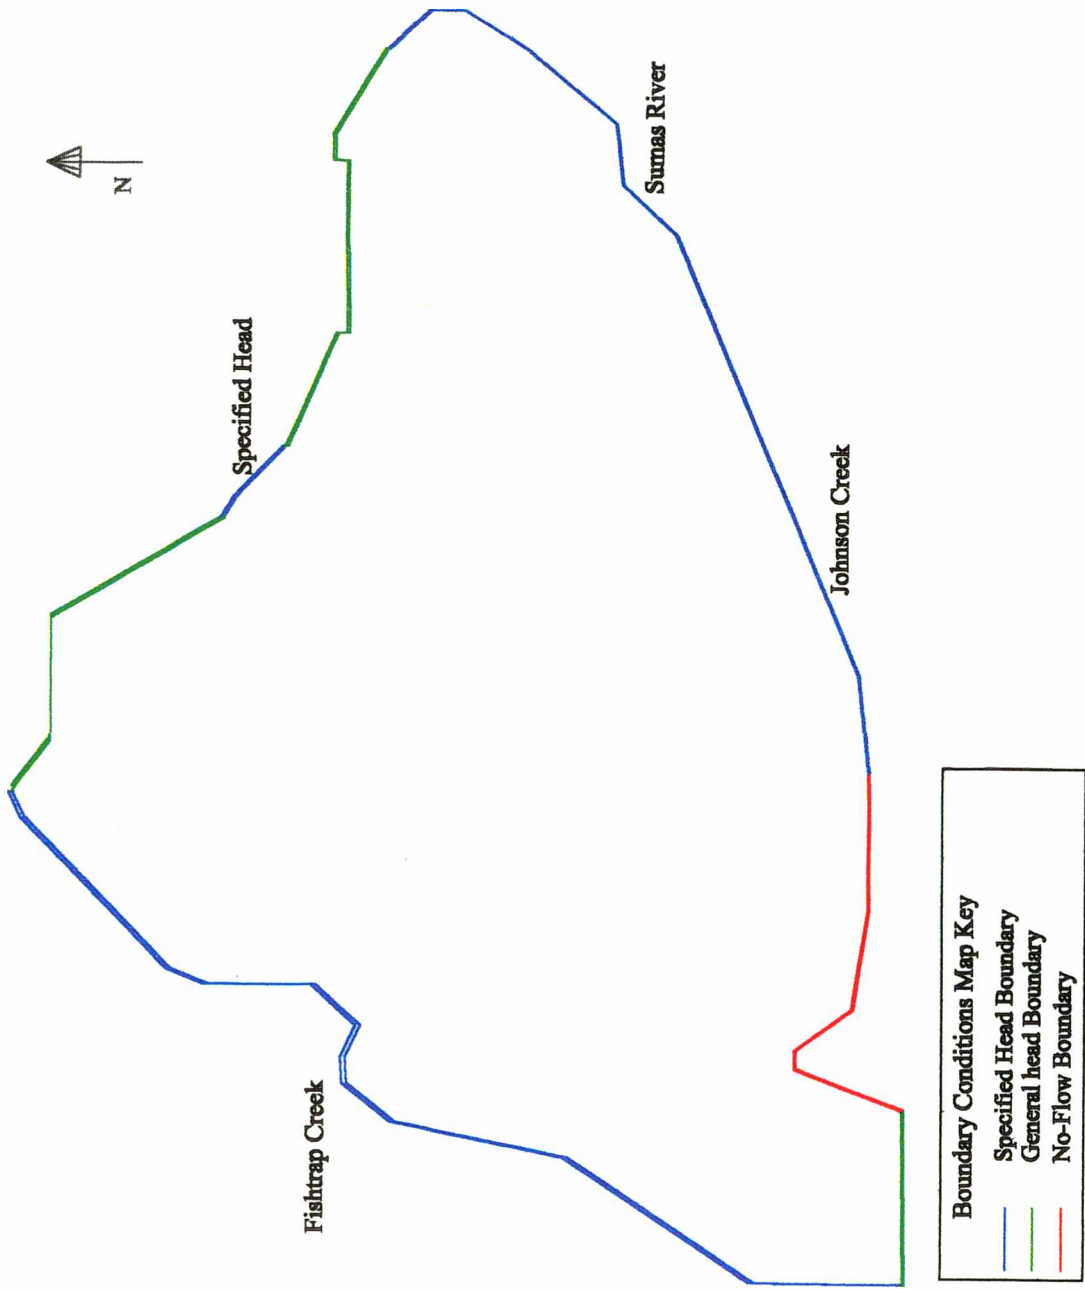 N
Specified Head
Sumas River
Fishtrap Creek
Johnson Creek
Boundary Conditions Map Key
Specified Head Boundary
General head Boundary
No-Flow Boundary